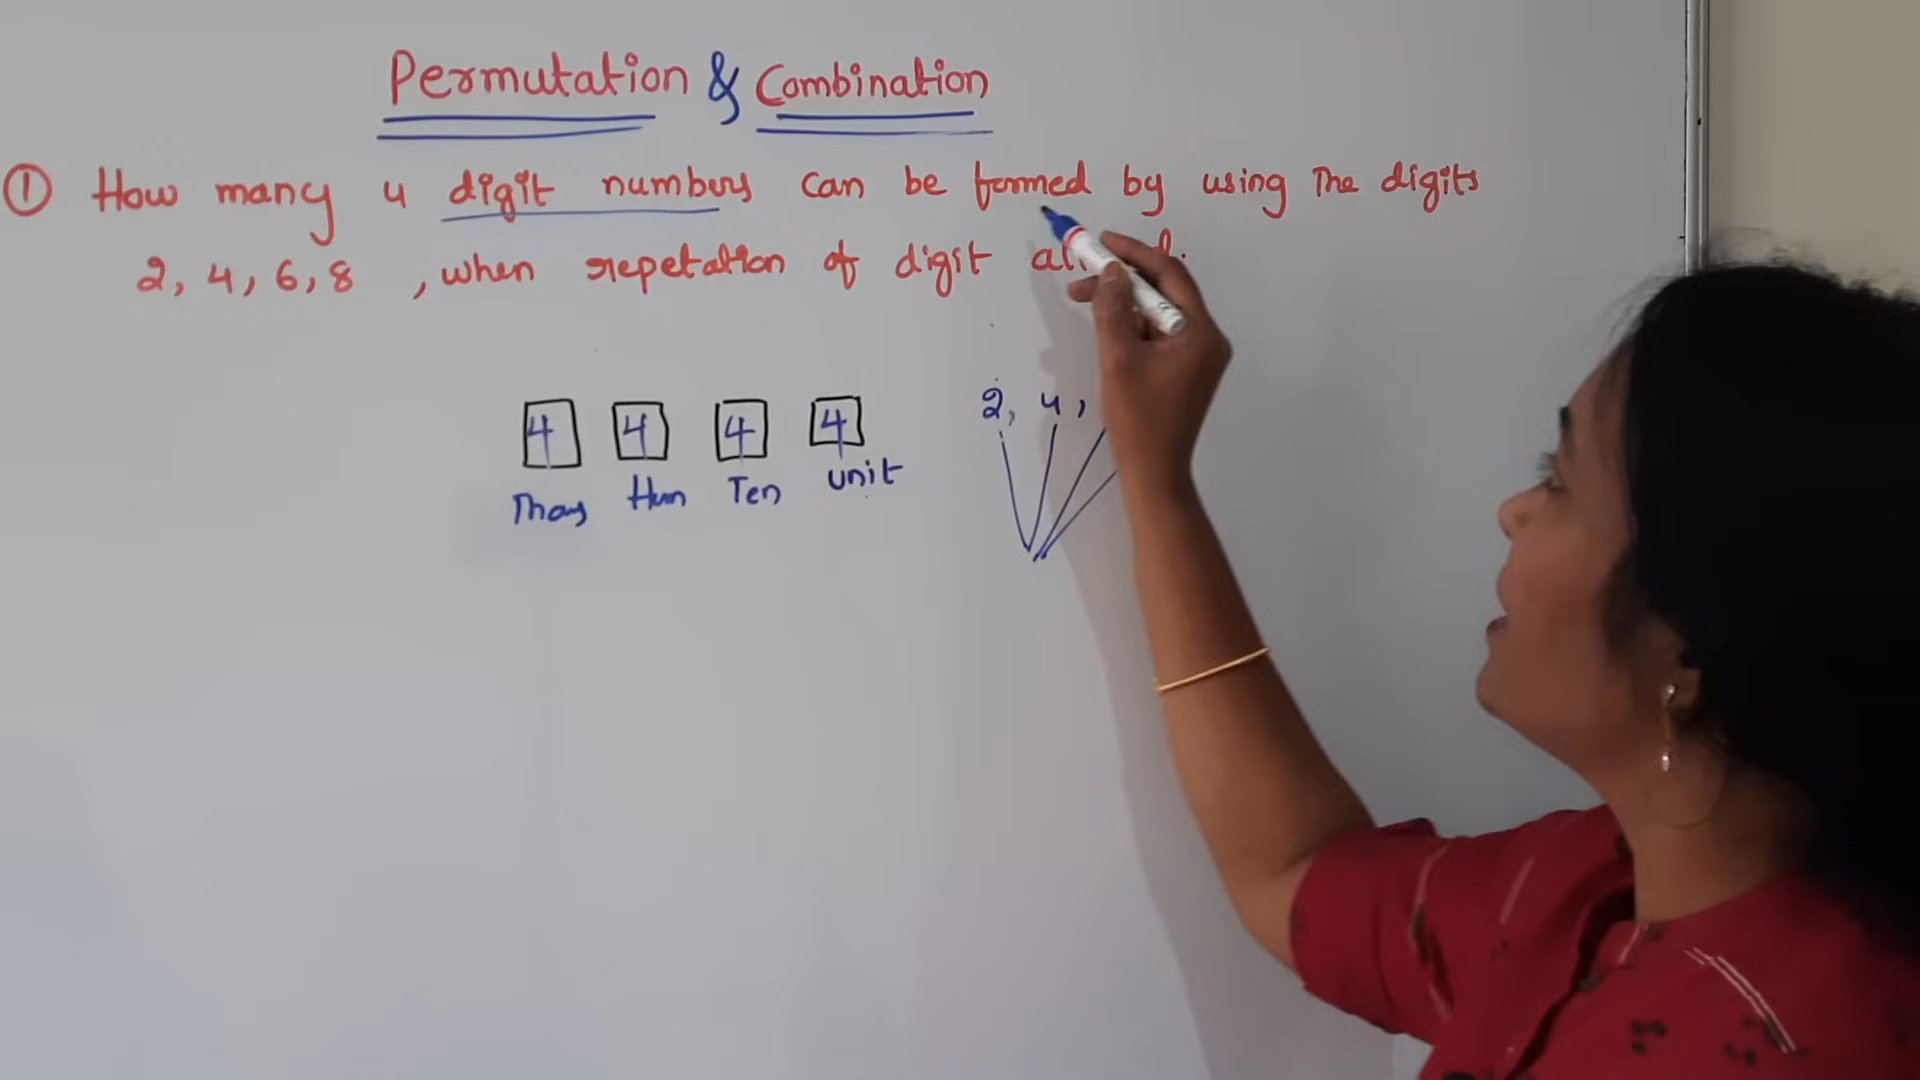 Permutation & Combination
① How many 4 digit numbers can be formed by using The digits
2, 4, 6, 8 , when repetation of digit
4 4 4 4
Thous Hun Ten unit
2, 4,